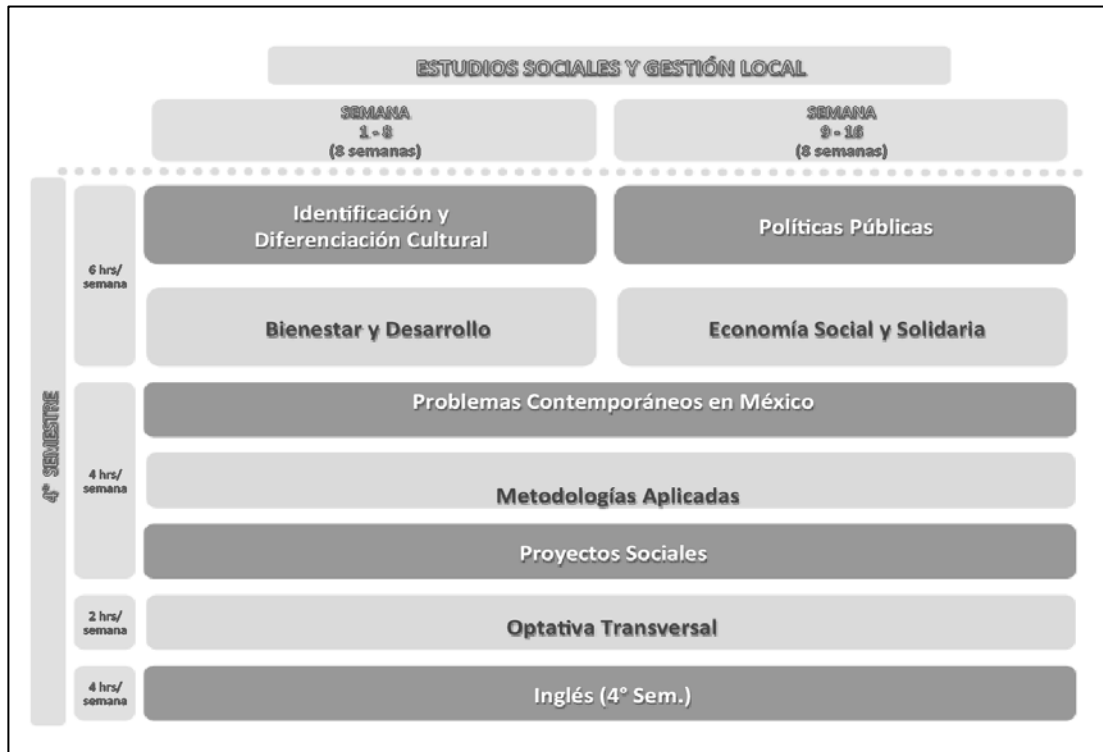 ESTUDIOS SOCIALES Y GESTIÓN LOCAL
SEMANA
1 - 8
(8 semanas)
SEMANA
9 - 16
(8 semanas)
4° SEMESTRE
6 hrs/
semana
Identificación y
Diferenciación Cultural
Políticas Públicas
Bienestar y Desarrollo
Economía Social y Solidaria
4 hrs/
semana
Problemas Contemporáneos en México
Metodologías Aplicadas
Proyectos Sociales
2 hrs/
semana
Optativa Transversal
4 hrs/
semana
Inglés (4° Sem.)